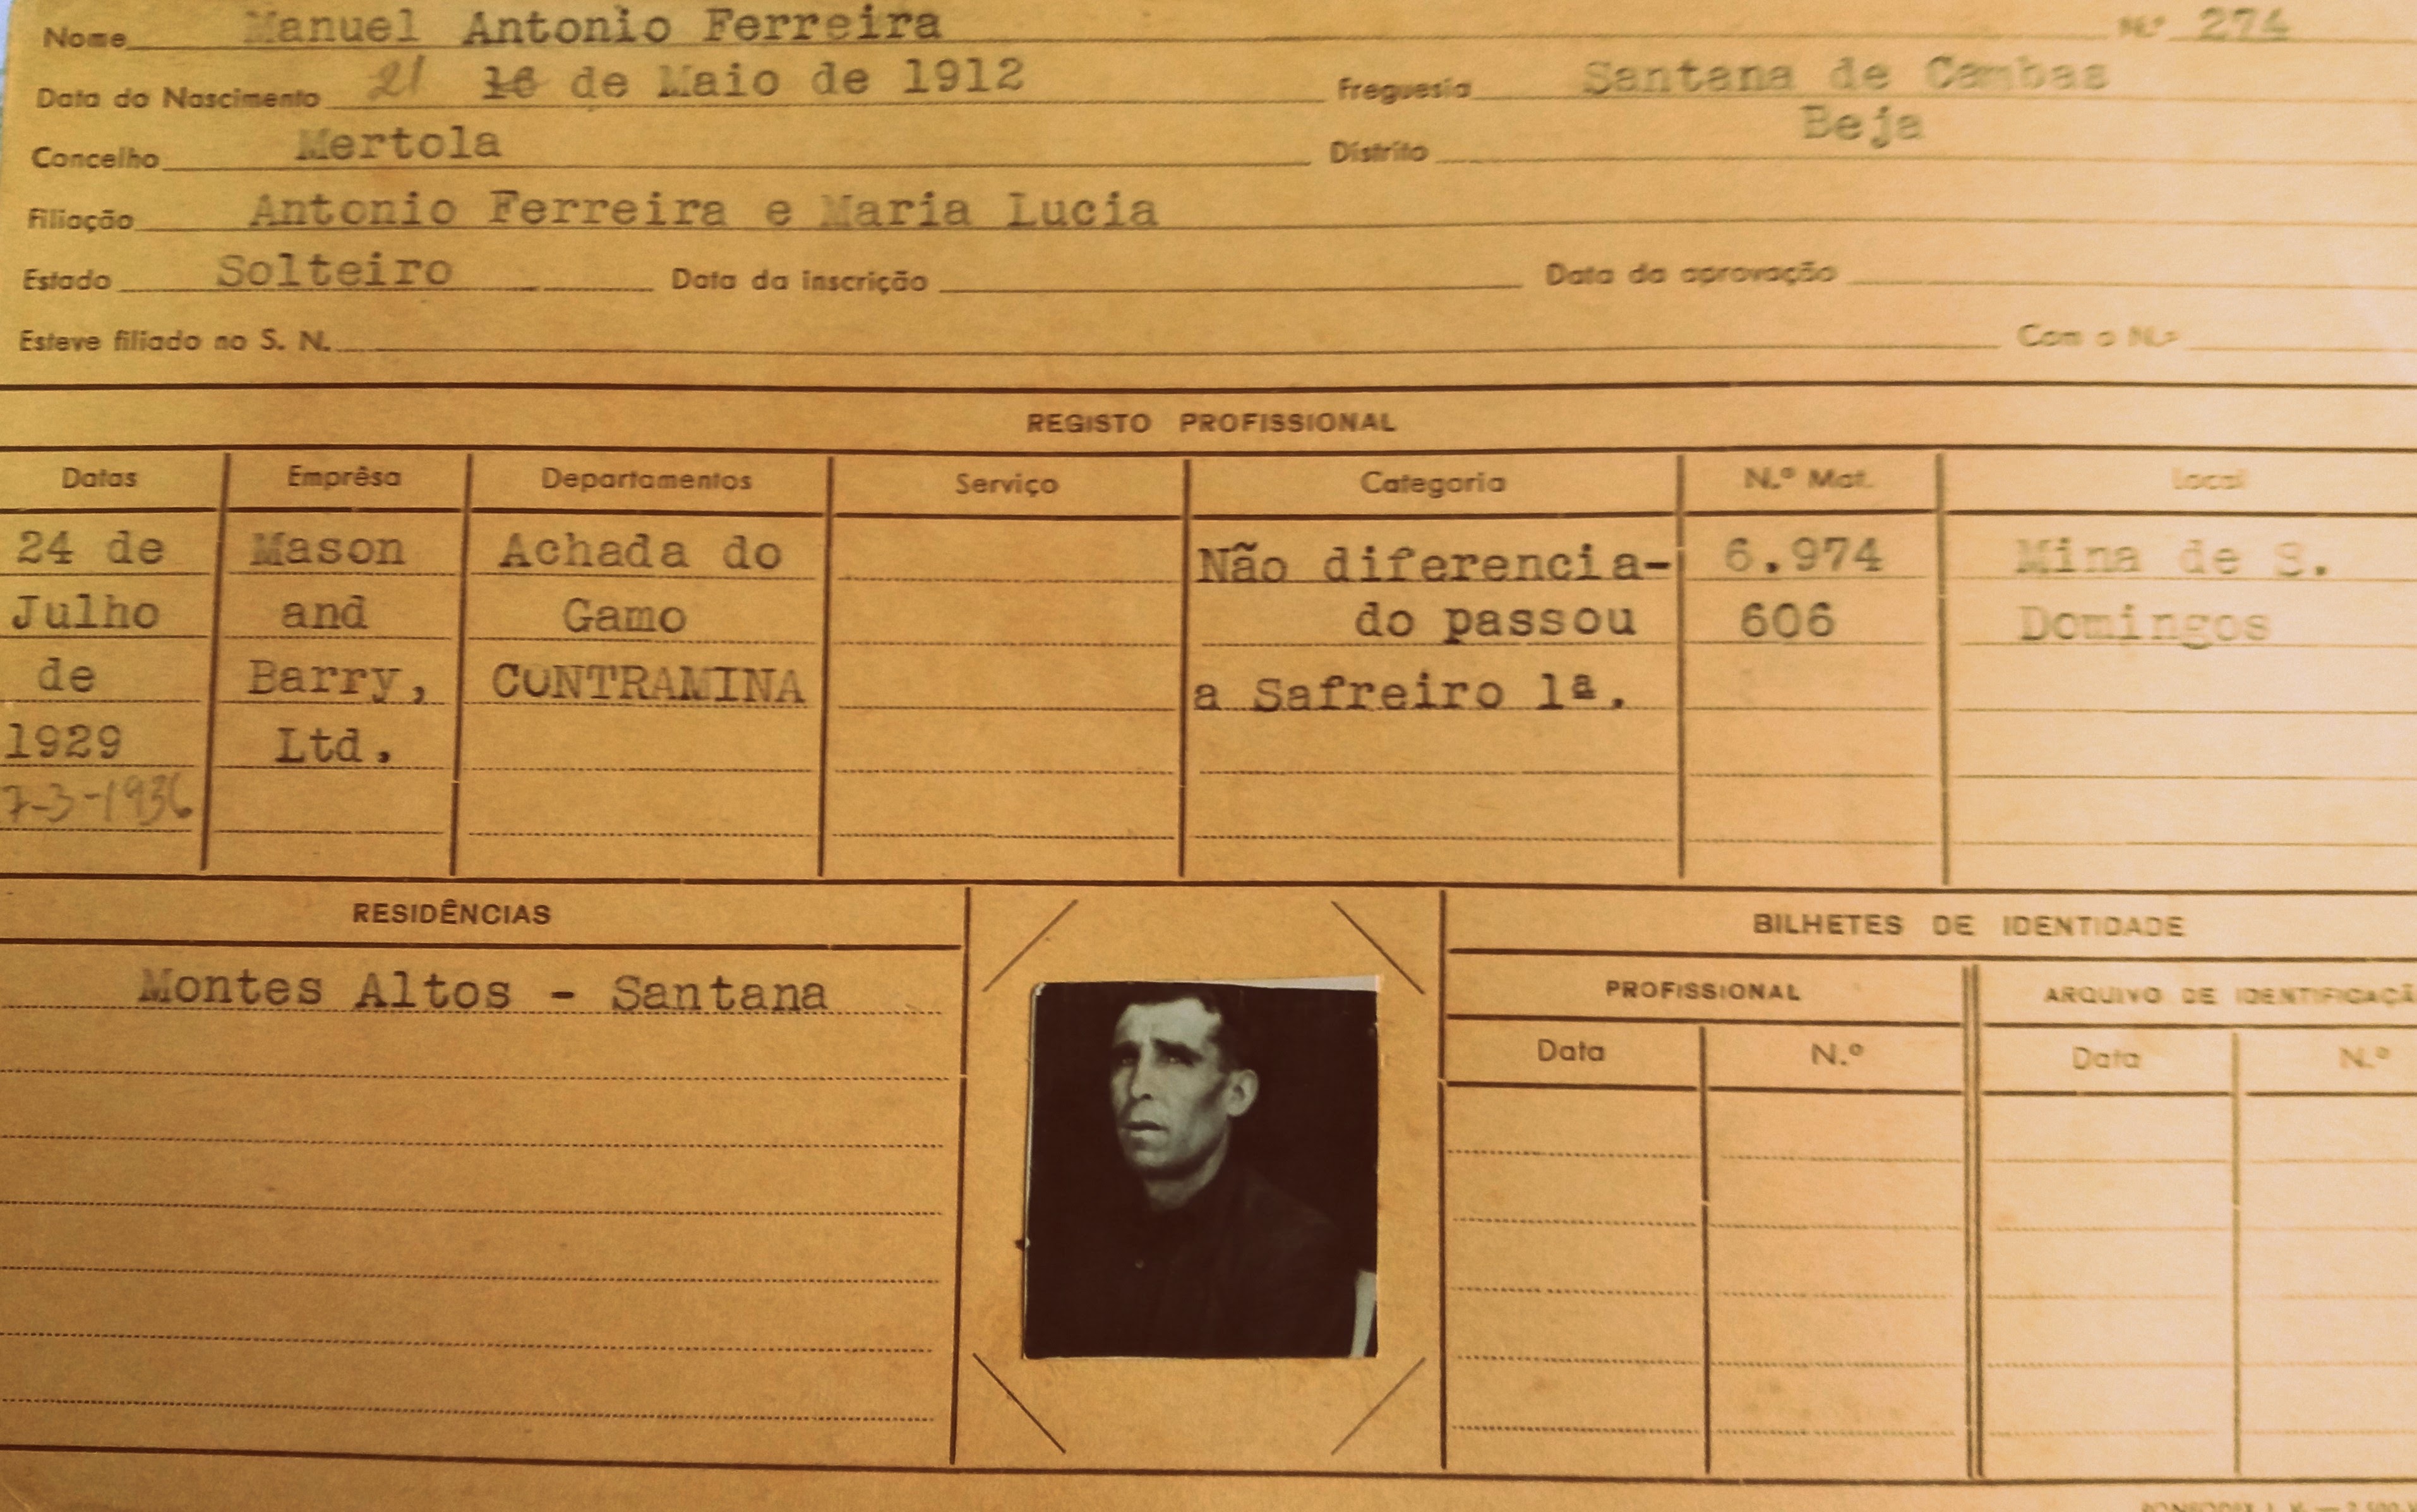 Nome Manuel Antonio Ferreira N.º 274
Data do Nascimento 21 16 de Maio de 1912 Freguesia Santana de Cambas
Concelho Mertola Distrito Beja
Filiação Antonio Ferreira e Maria Lucia
Estado Solteiro Data da inscrição Data da aprovação
Esteve filiado no S. N. Com o N.º
REGISTO PROFISSIONAL
Datas Emprêsa Departamentos Serviço Categoria N.º Mat. Local
24 de Mason Achada do Não diferencia- 6.974 Mina de S.
Julho and Gamo do passou 606 Domingos
de Barry, CONTRAMINA a Safreiro 1ª.
1929 Ltd.
7-3-1936
RESIDÊNCIAS BILHETES DE IDENTIDADE
Montes Altos - Santana PROFISSIONAL ARQUIVO DE IDENTIFICAÇÃ
Data N.º Data N.º